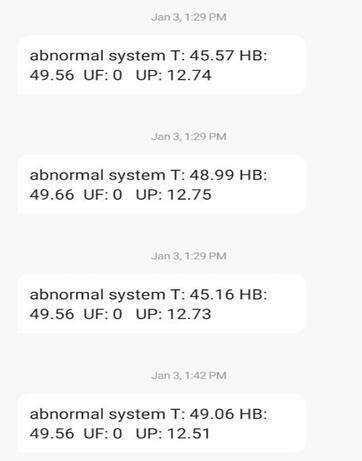 Jan 3, 1:29 PM
abnormal system T: 45.57 HB:
49.56 UF: 0 UP: 12.74
Jan 3, 1:29 PM
abnormal system T: 48.99 HB:
49.66 UF: 0 UP: 12.75
Jan 3, 1:29 PM
abnormal system T: 45.16 HB:
49.56 UF: 0 UP: 12.73
Jan 3, 1:42 PM
abnormal system T: 49.06 HB:
49.56 UF: 0 UP: 12.51